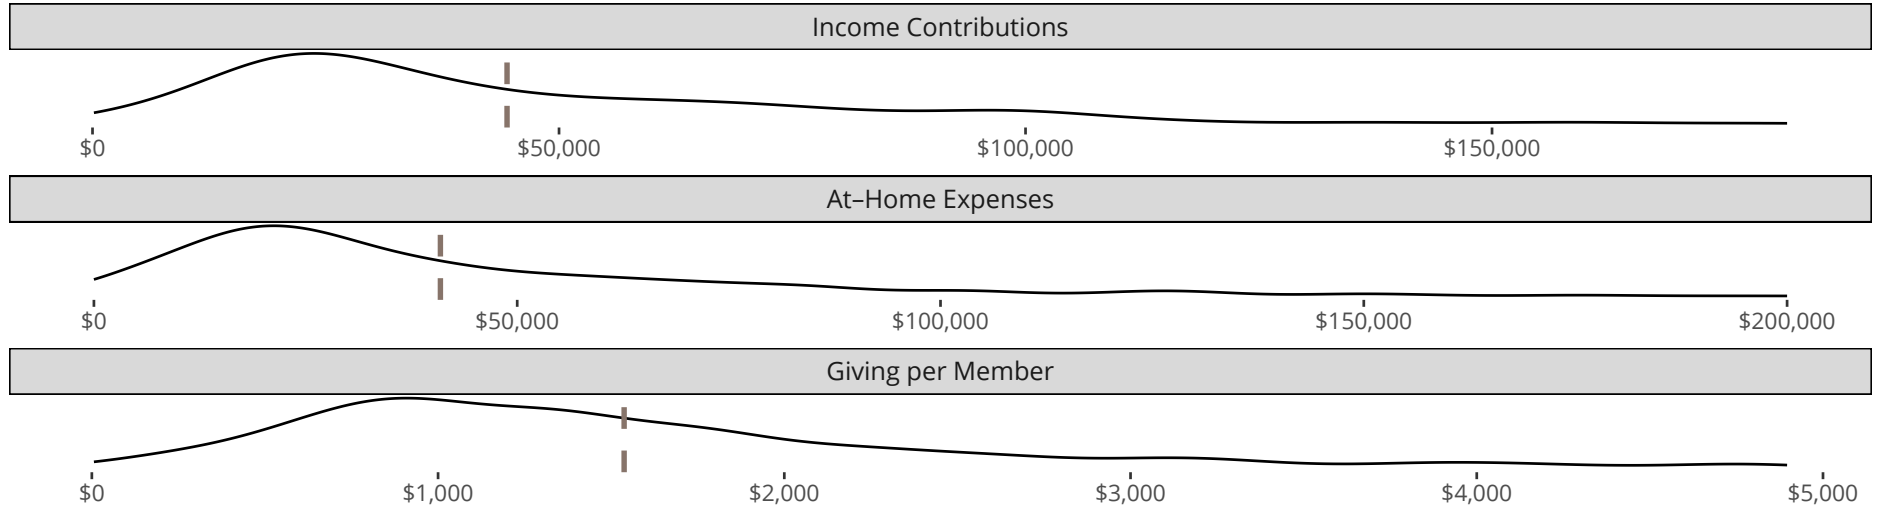 Income Contributions
$0 $50,000 $100,000 $150,000
At–Home Expenses
$0 $50,000 $100,000 $150,000 $200,000
Giving per Member
$0 $1,000 $2,000 $3,000 $4,000 $5,000